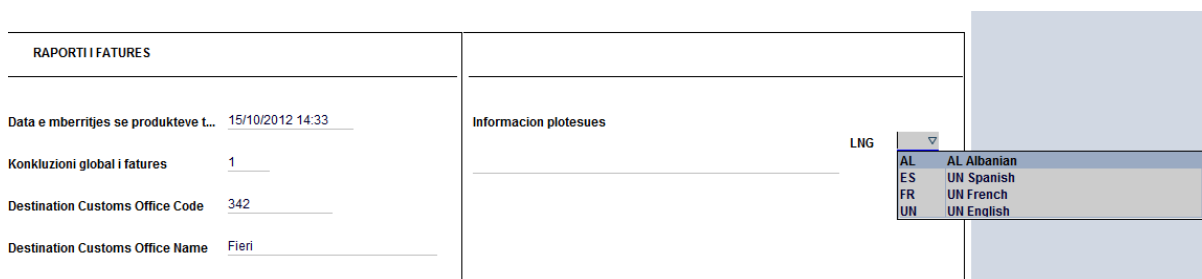 RAPORTI I FATURES
Data e mberritjes se produkteve t... 15/10/2012 14:33
Konkluzioni global i fatures 1
Destination Customs Office Code 342
Destination Customs Office Name Fieri
Informacion plotesues
LNG
AL AL Albanian
ES UN Spanish
FR UN French
UN UN English